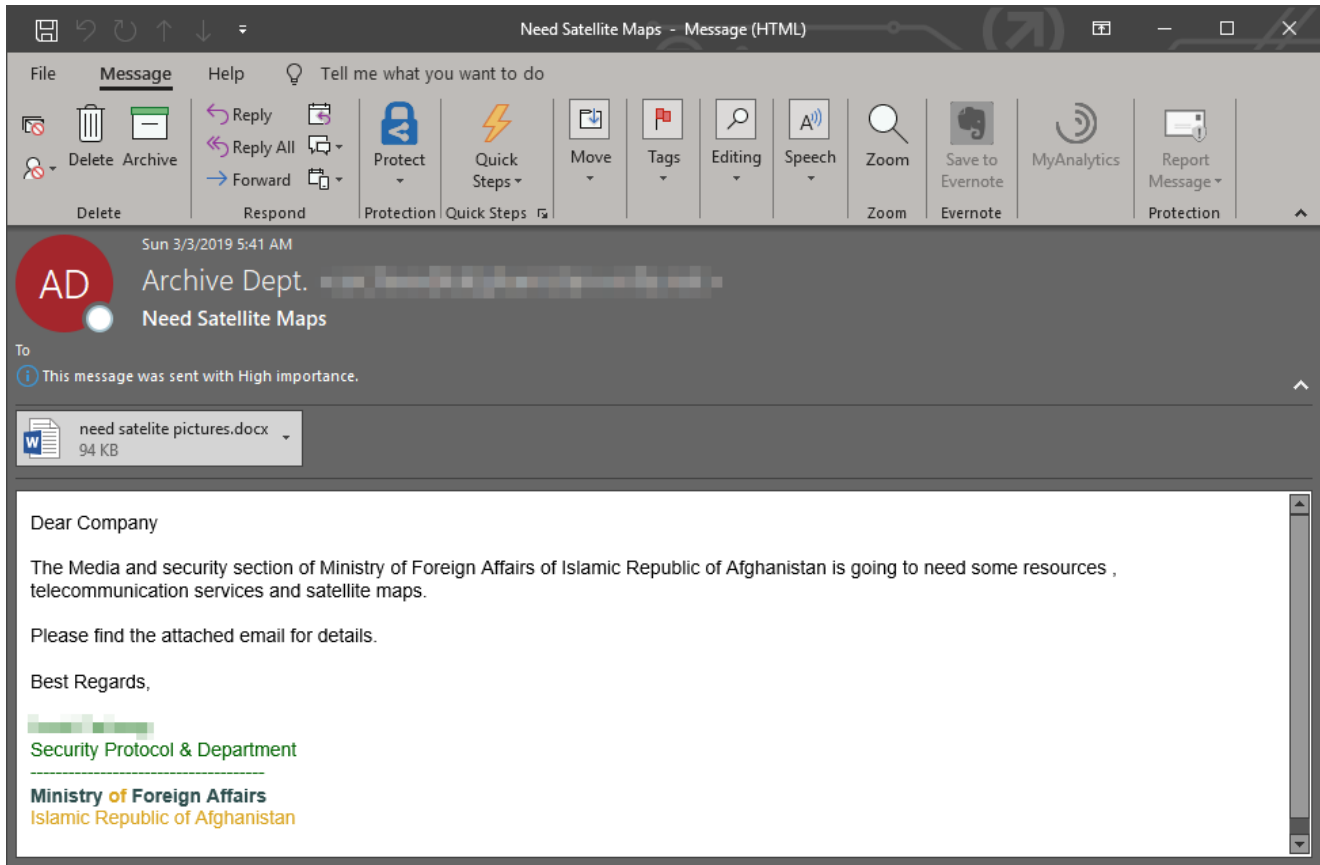 Need Satellite Maps - Message (HTML)
File Message Help Tell me what you want to do
Delete Archive
Reply
Reply All
Forward
Protect
Quick Steps
Move
Tags
Editing
Speech
Zoom
Save to Evernote
MyAnalytics
Report Message
Delete Respond Protection Quick Steps Zoom Evernote Protection
Sun 3/3/2019 5:41 AM
AD
Archive Dept.
Need Satellite Maps
To
This message was sent with High importance.
need satelite pictures.docx
94 KB
Dear Company
The Media and security section of Ministry of Foreign Affairs of Islamic Republic of Afghanistan is going to need some resources ,
telecommunication services and satellite maps.
Please find the attached email for details.
Best Regards,
Security Protocol & Department
-------------------------------------
Ministry of Foreign Affairs
Islamic Republic of Afghanistan